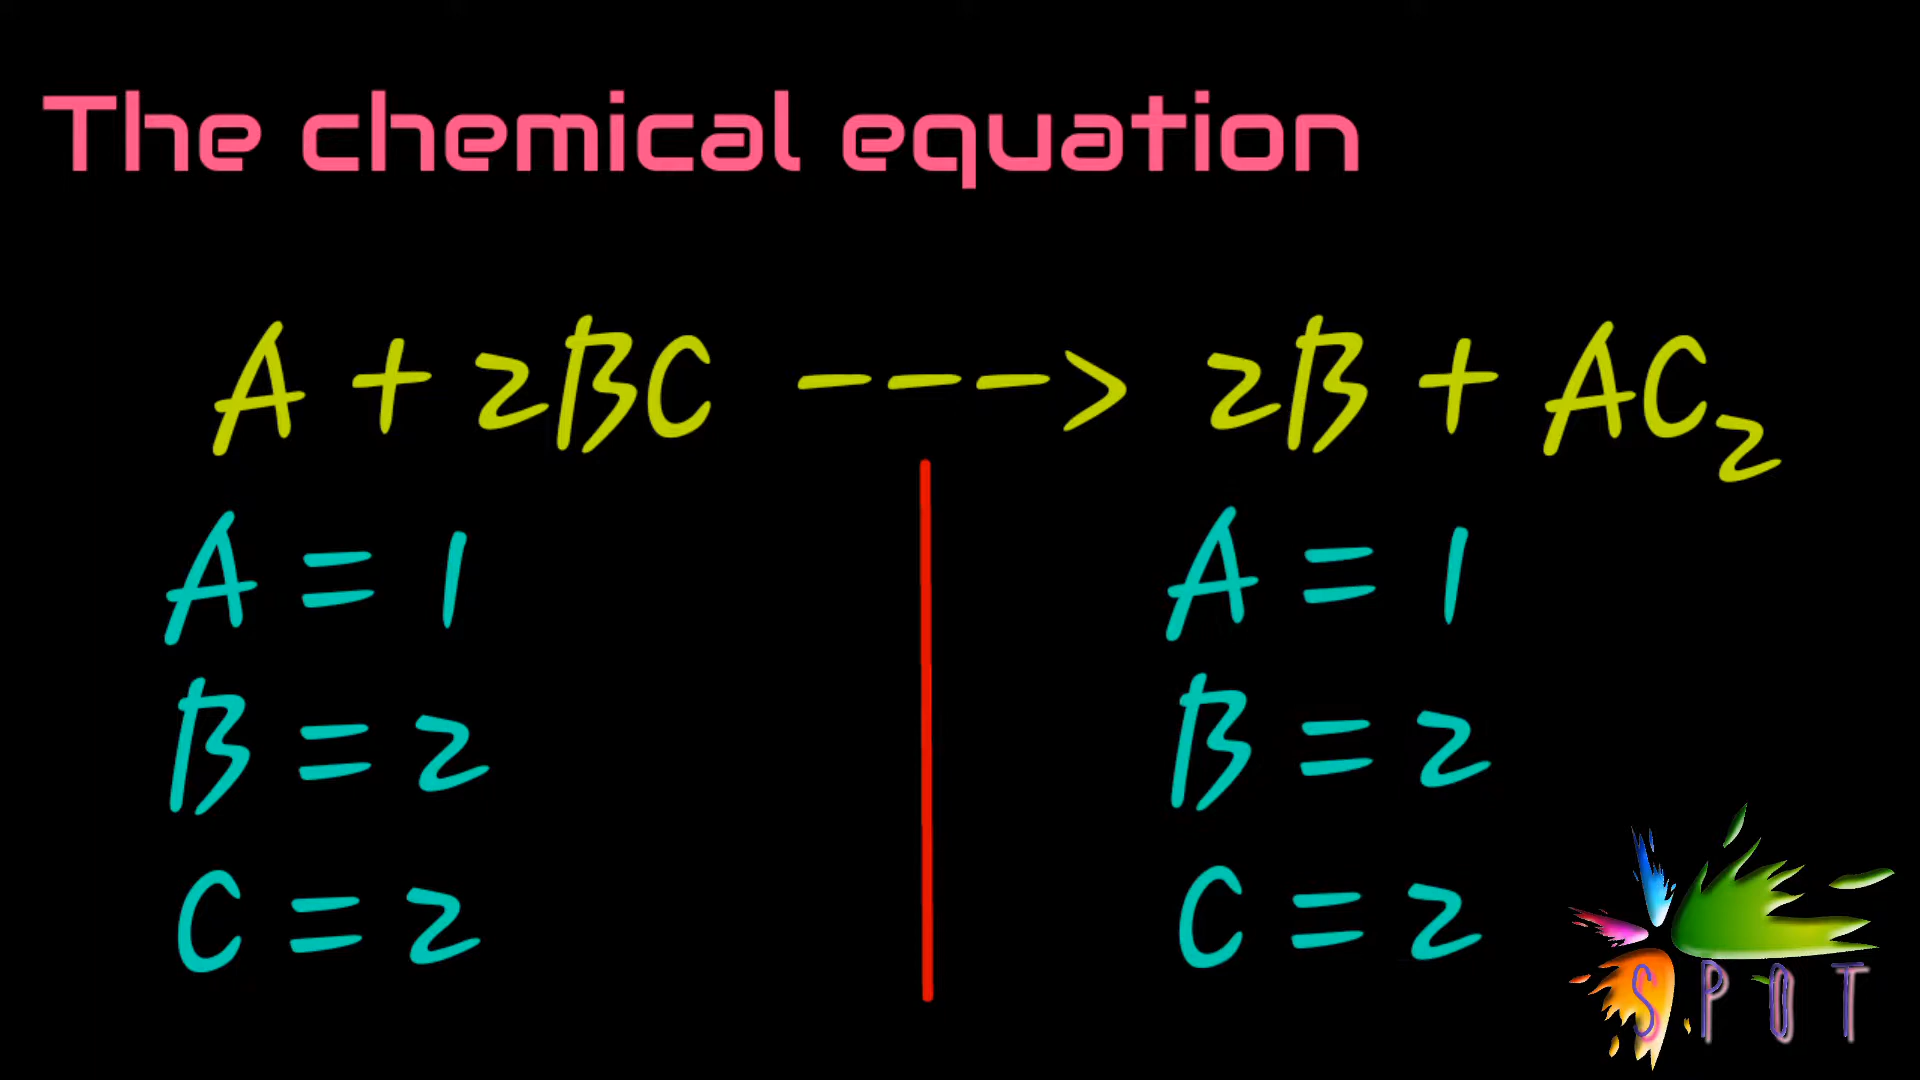 The chemical equation
A + 2BC ---> 2B + AC₂
A = 1 A = 1
B = 2 B = 2
C = 2 C = 2
SPOT